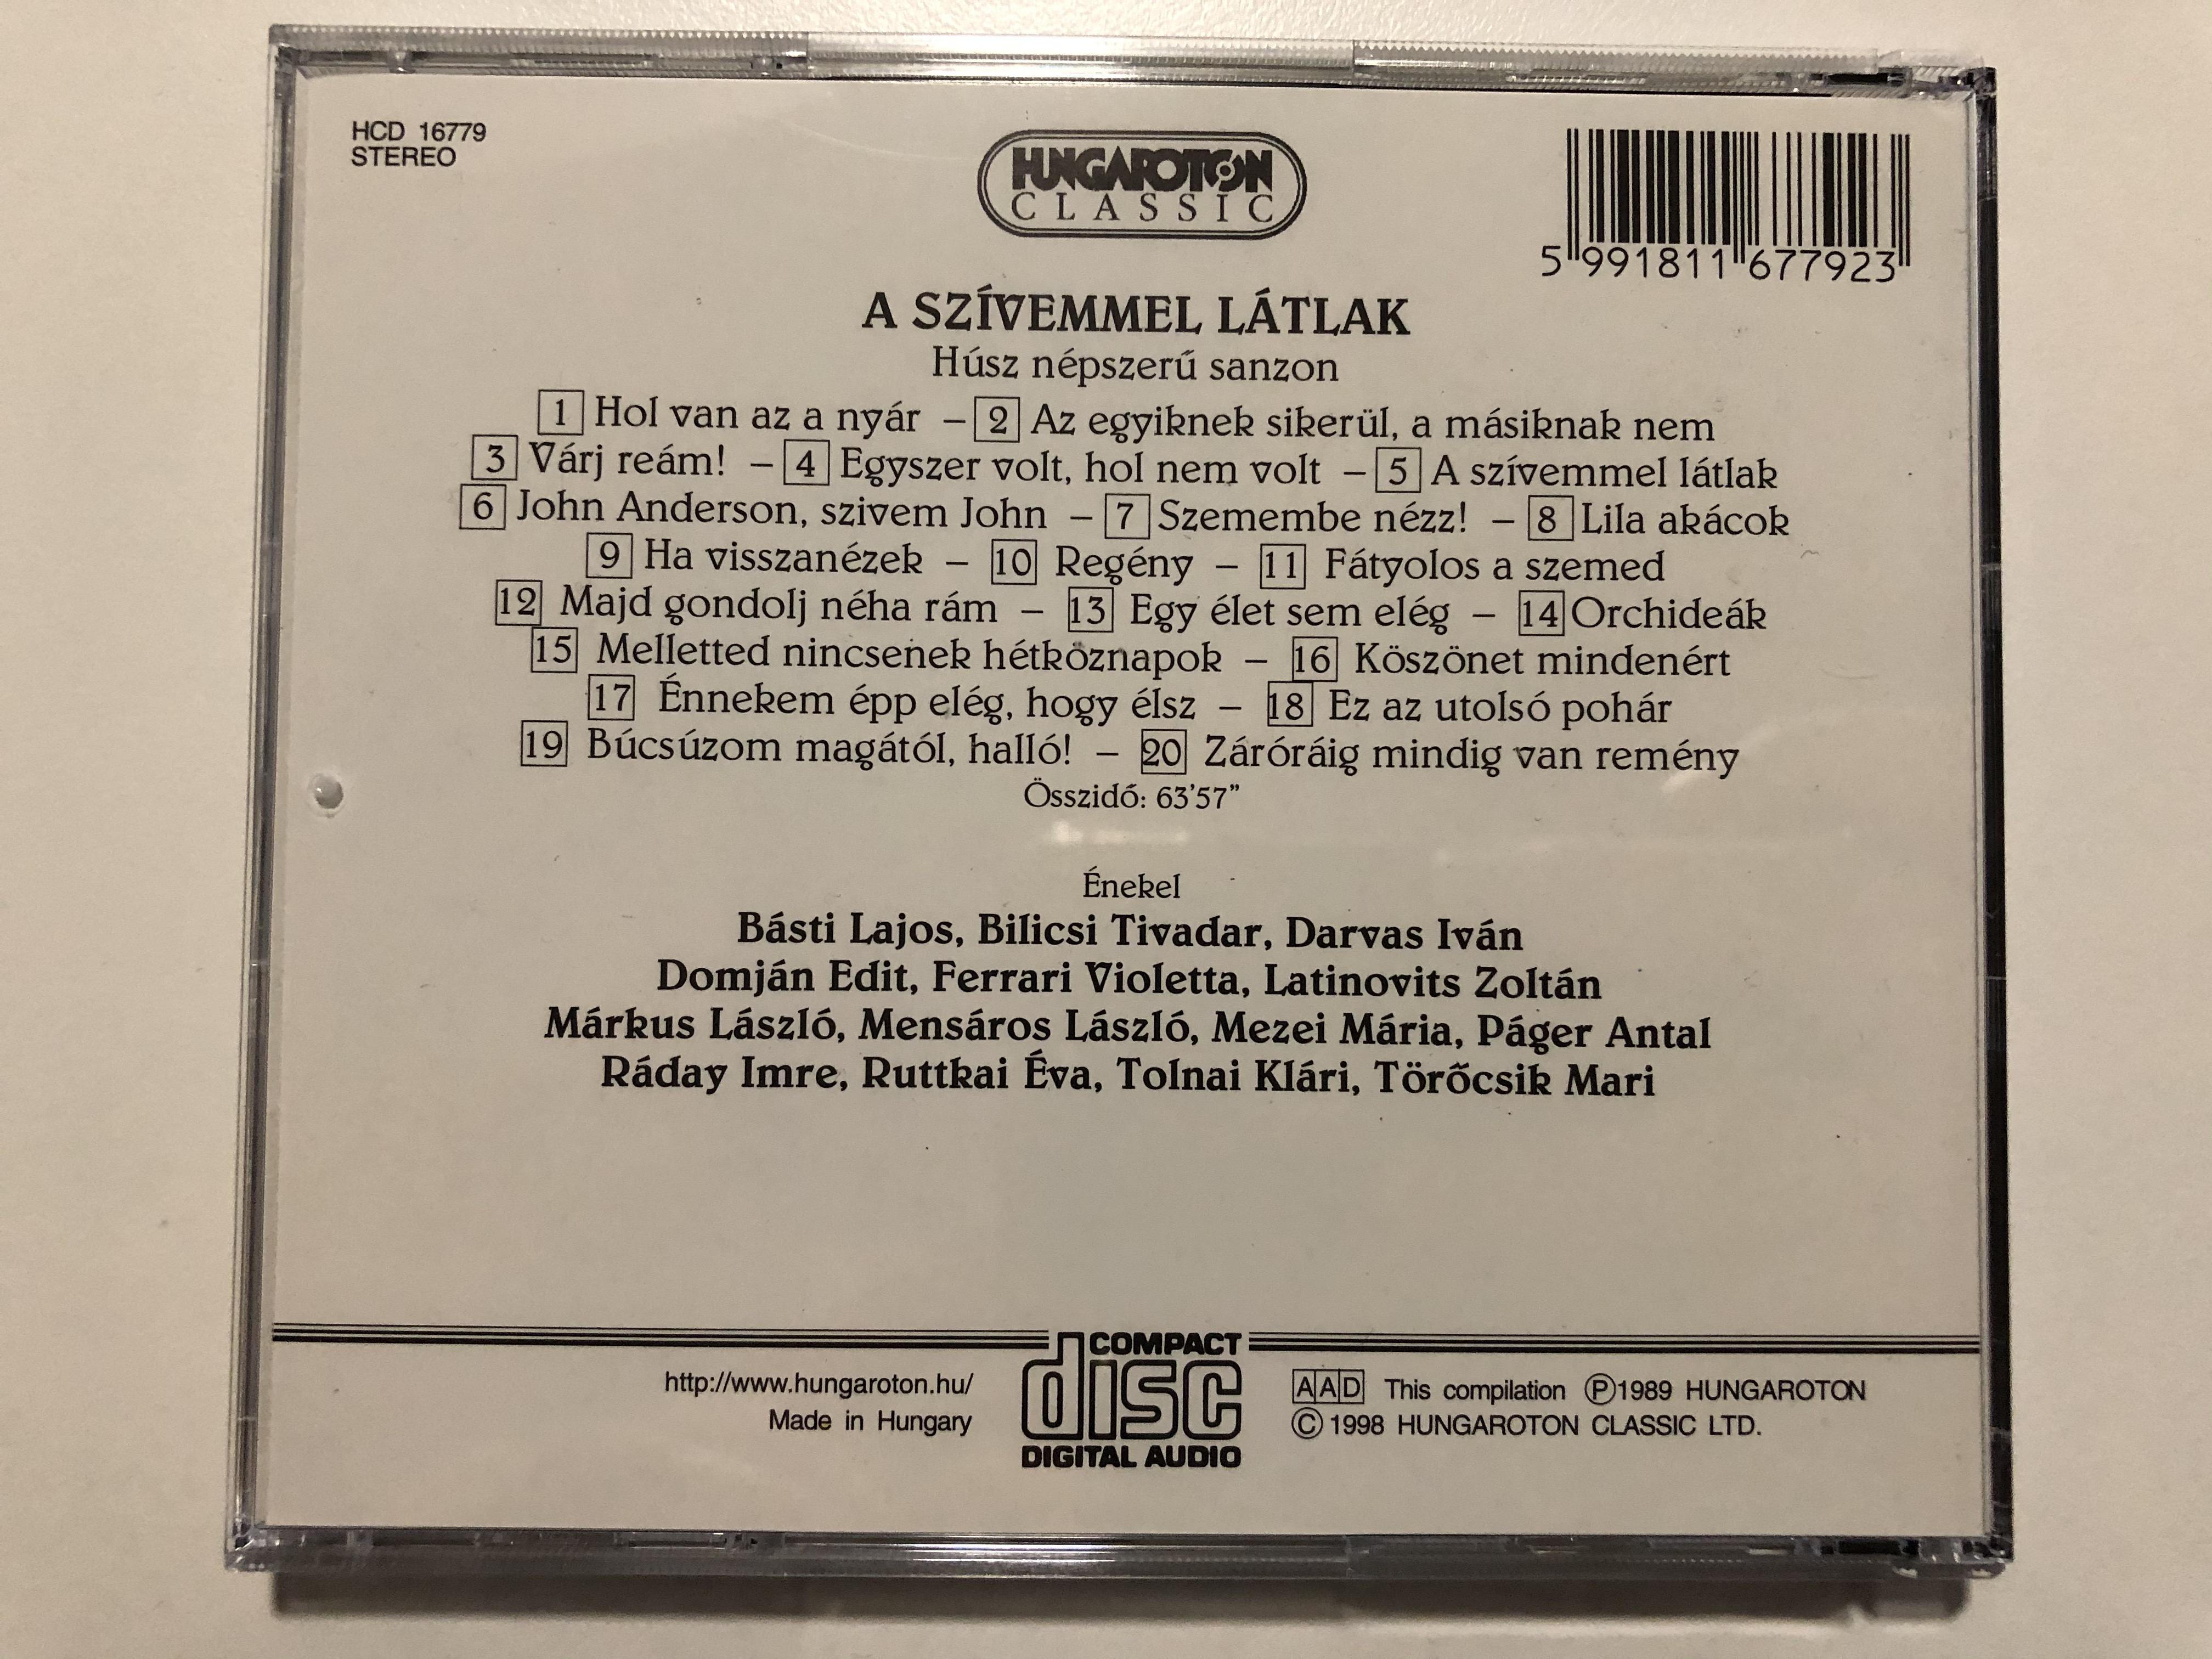 HCD 16779
STEREO
HUNGAROTON
CLASSIC
5 991811 677923
A SZÍVEMMEL LÁTLAK
Húsz népszerű sanzon
1 Hol van az a nyár – 2 Az egyiknek sikerül, a másiknak nem
3 Várj reám! – 4 Egyszer volt, hol nem volt – 5 A szívemmel látlak
6 John Anderson, szivem John – 7 Szemembe nézz! – 8 Lila akácok
9 Ha visszanézek – 10 Regény – 11 Fátyolos a szemed
12 Majd gondolj néha rám – 13 Egy élet sem elég – 14 Orchideák
15 Melletted nincsenek hétköznapok – 16 Köszönet mindenért
17 Énnekem épp elég, hogy élsz – 18 Ez az utolsó pohár
19 Búcsúzom magától, halló! – 20 Záróráig mindig van remény
Összidő: 63'57"
Énekel
Básti Lajos, Bilicsi Tivadar, Darvas Iván
Domján Edit, Ferrari Violetta, Latinovits Zoltán
Márkus László, Mensáros László, Mezei Mária, Páger Antal
Ráday Imre, Ruttkai Éva, Tolnai Klári, Törőcsik Mari
http://www.hungaroton.hu/
Made in Hungary
COMPACT
disc
DIGITAL AUDIO
AAD This compilation Ⓟ1989 HUNGAROTON
© 1998 HUNGAROTON CLASSIC LTD.